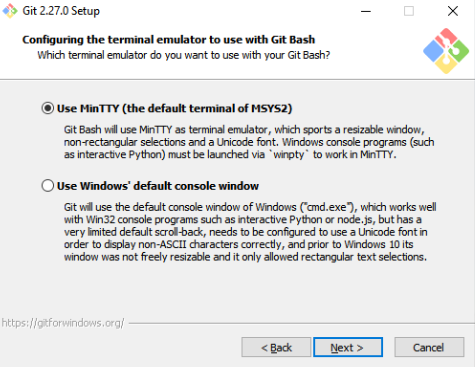 Git 2.27.0 Setup
Configuring the terminal emulator to use with Git Bash
Which terminal emulator do you want to use with your Git Bash?
Use MinTTY (the default terminal of MSYS2)
Git Bash will use MinTTY as terminal emulator, which sports a resizable window,
non-rectangular selections and a Unicode font. Windows console programs (such
as interactive Python) must be launched via `winpty` to work in MinTTY.
Use Windows' default console window
Git will use the default console window of Windows ("cmd.exe"), which works well
with Win32 console programs such as interactive Python or node.js, but has a
very limited default scroll-back, needs to be configured to use a Unicode font in
order to display non-ASCII characters correctly, and prior to Windows 10 its
window was not freely resizable and it only allowed rectangular text selections.
https://gitforwindows.org/
< Back
Next >
Cancel